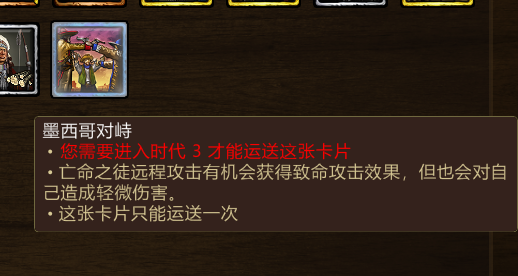 墨西哥对峙
• 您需要进入时代 3 才能运送这张卡片
• 亡命之徒远程攻击有机会获得致命攻击效果，但也会对自
己造成轻微伤害。
• 这张卡片只能运送一次